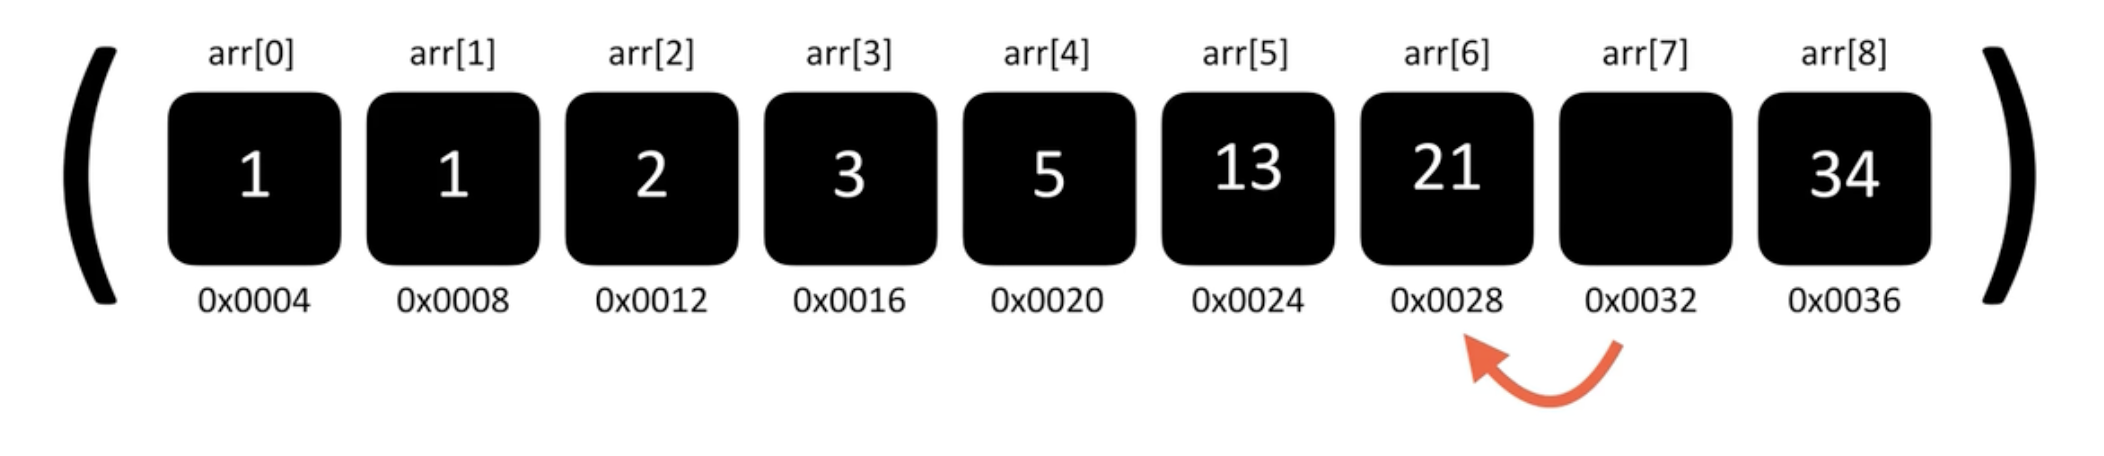 arr[0] arr[1] arr[2] arr[3] arr[4] arr[5] arr[6] arr[7] arr[8]
1 1 2 3 5 13 21 34
0x0004 0x0008 0x0012 0x0016 0x0020 0x0024 0x0028 0x0032 0x0036